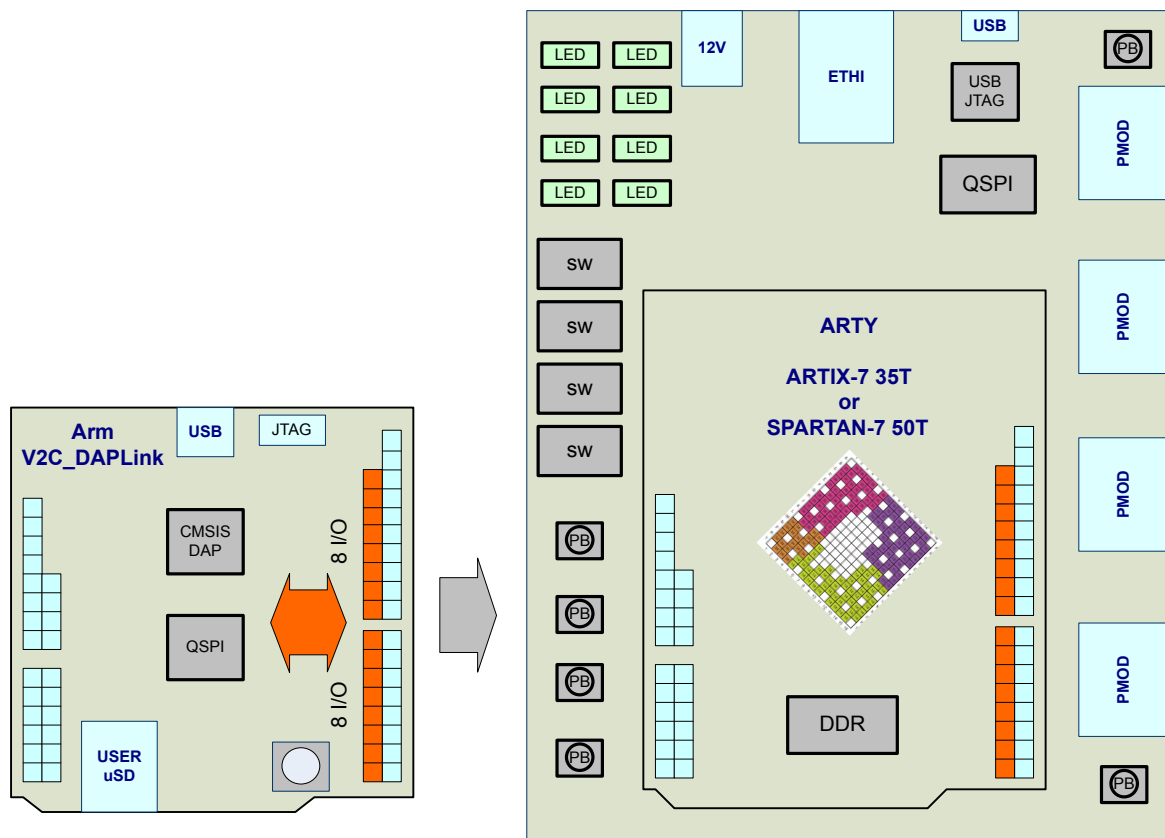 Arm
V2C_DAPLink
USB
JTAG
CMSIS
DAP
QSPI
8 I/O
8 I/O
USER
uSD
LED
LED
LED
LED
LED
LED
LED
LED
12V
ETHI
USB
USB
JTAG
QSPI
PB
PMOD
PMOD
PMOD
PMOD
PB
SW
SW
SW
SW
PB
PB
PB
PB
ARTY
ARTIX-7 35T
or
SPARTAN-7 50T
DDR